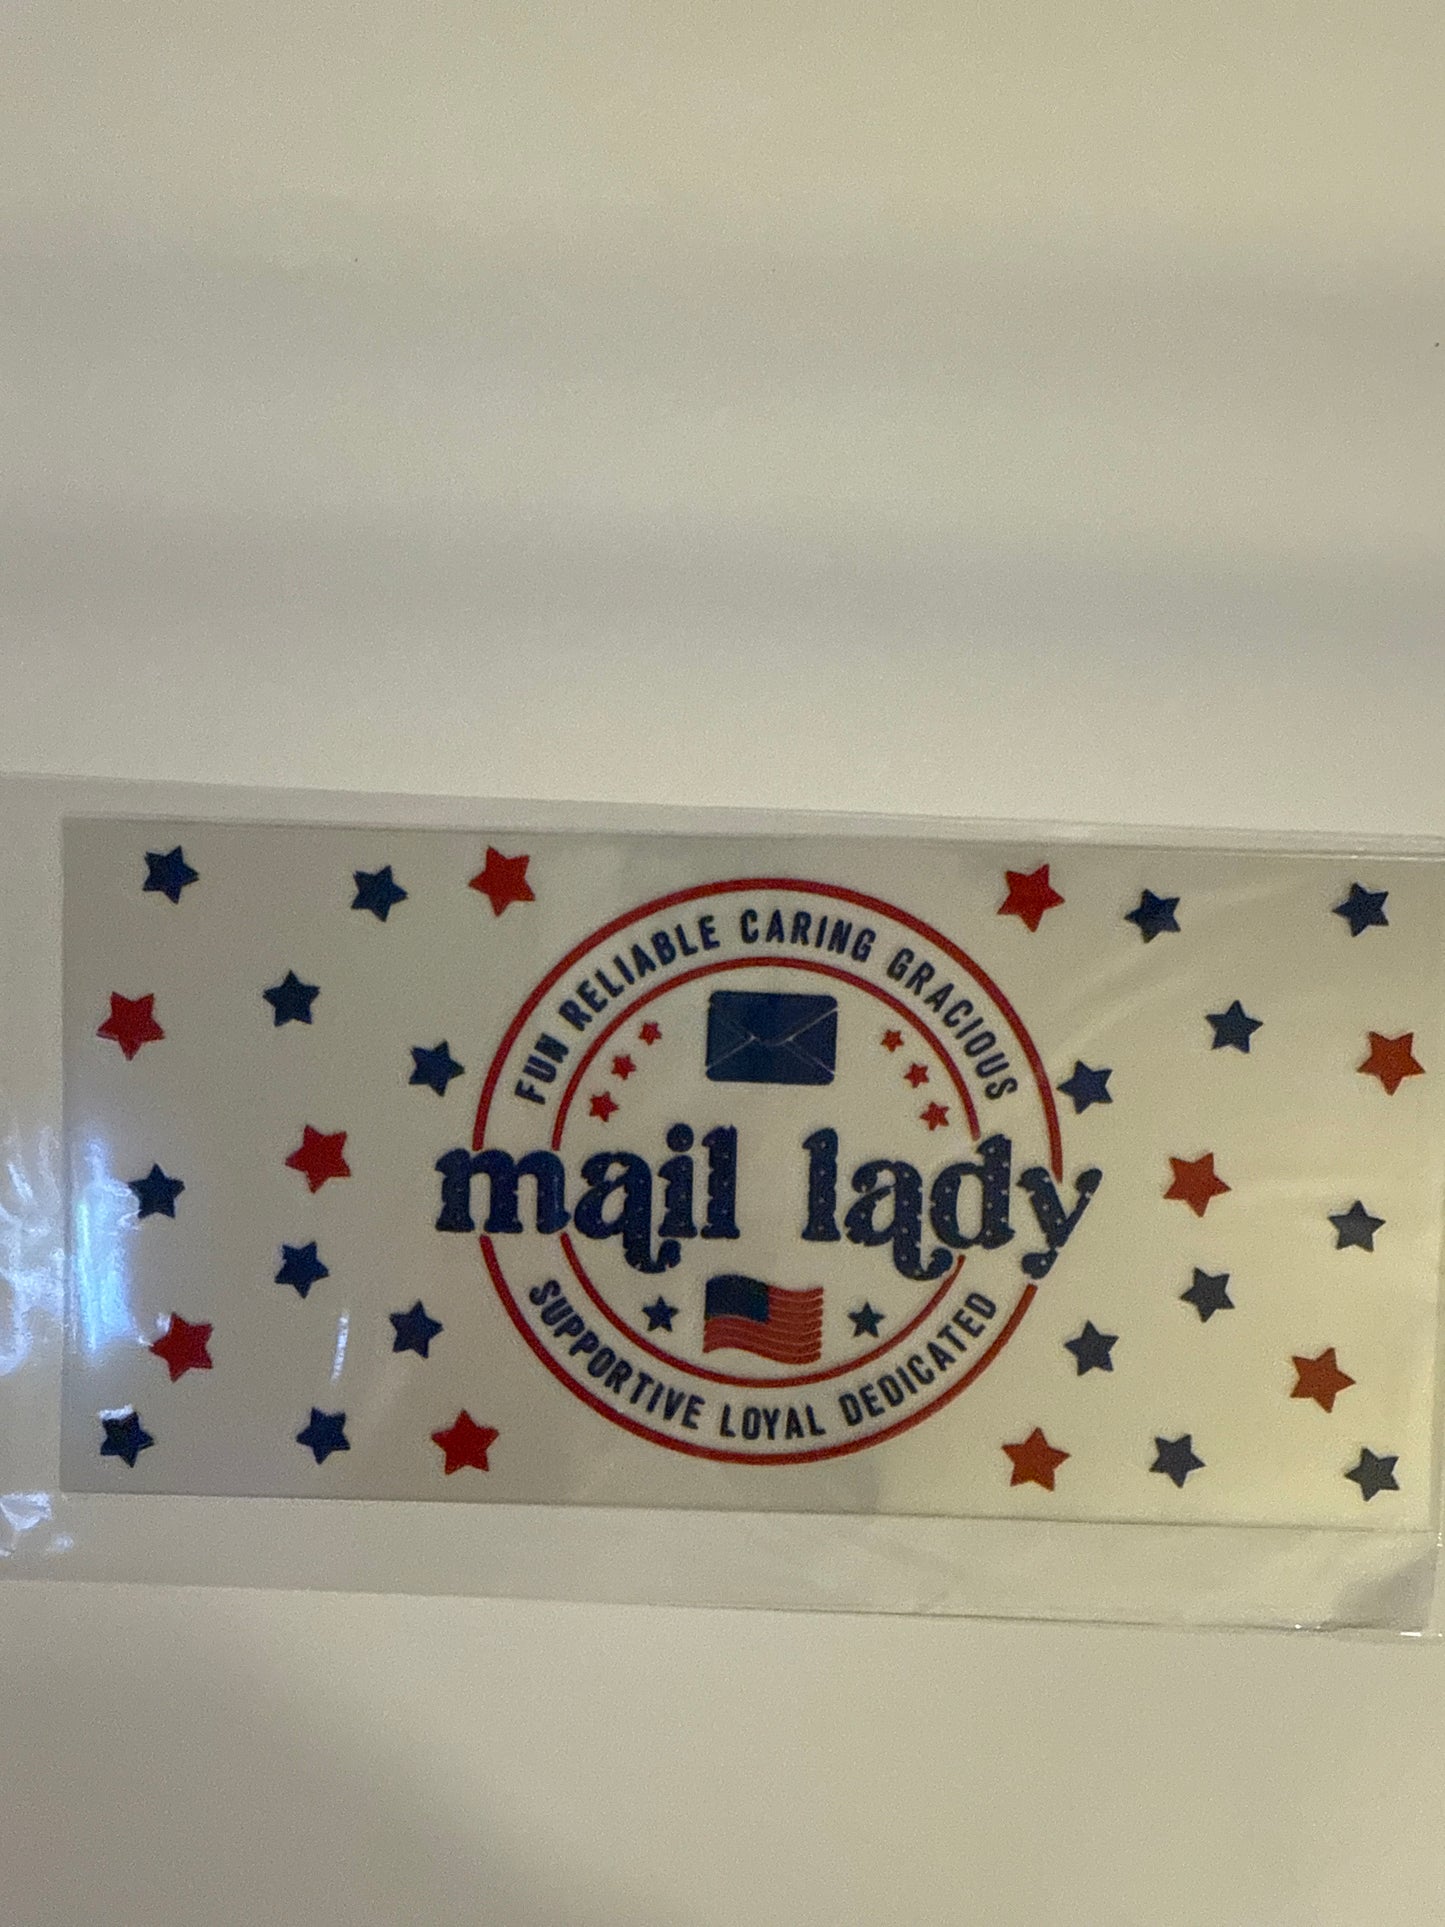 FUN RELIABLE CARING GRACIOUS
mail lady
SUPPORTIVE LOYAL DEDICATED